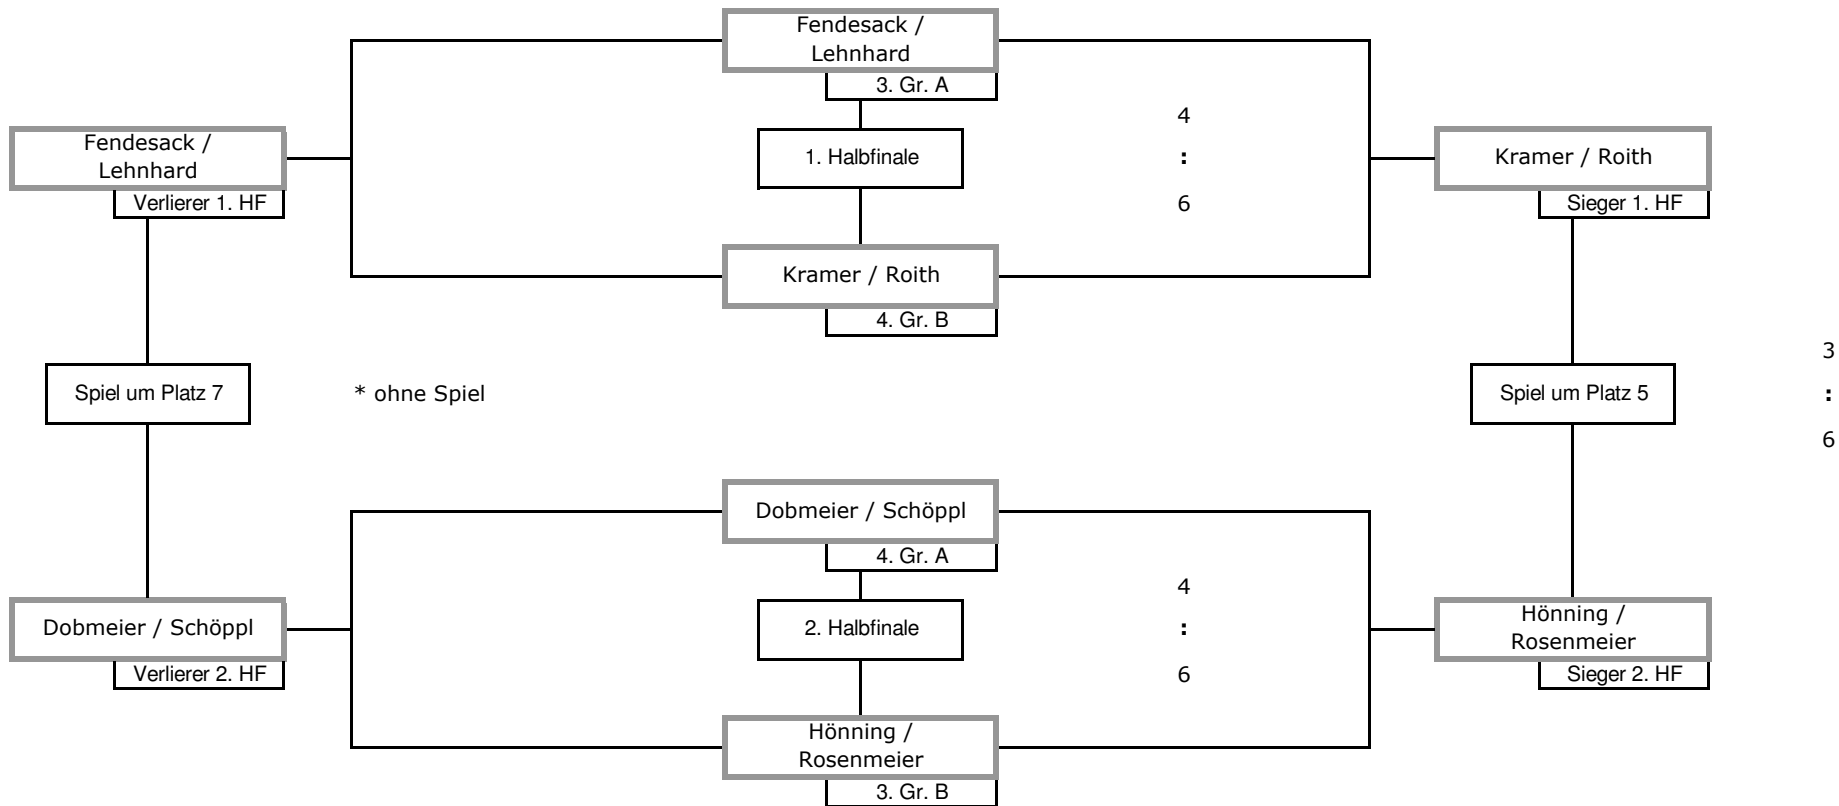 Fendesack /
Lehnhard
3. Gr. A
4
:
6
Fendesack /
Lehnhard
Verlierer 1. HF
1. Halbfinale
Kramer / Roith
Sieger 1. HF
Kramer / Roith
4. Gr. B
Spiel um Platz 7
* ohne Spiel
Spiel um Platz 5
3
:
6
Dobmeier / Schöppl
4. Gr. A
4
:
6
Dobmeier / Schöppl
Verlierer 2. HF
2. Halbfinale
Hönning /
Rosenmeier
Sieger 2. HF
Hönning /
Rosenmeier
3. Gr. B